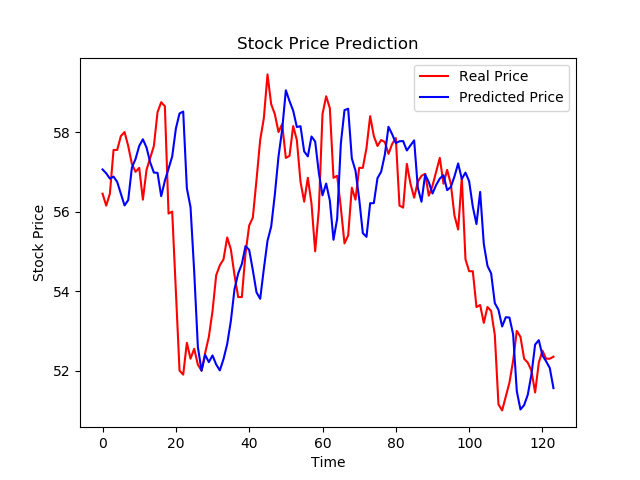 Stock Price Prediction
Real Price
Predicted Price
Stock Price
58
56
54
52
0 20 40 60 80 100 120
Time